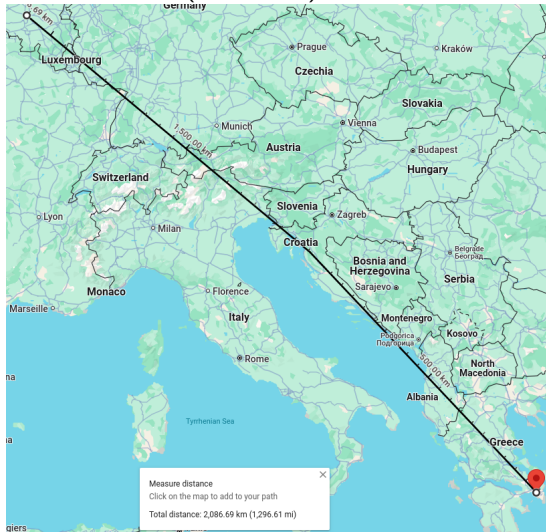 Germany
6.69 km
Luxembourg
Prague
Kraków
Czechia
Slovakia
1,500.00 km
Munich
Vienna
Austria
Budapest
Hungary
Switzerland
Slovenia
Zagreb
Lyon
Milan
Croatia
Belgrade
Београд
Bosnia and
Herzegovina
Serbia
Sarajevo
Monaco
Florence
Marseille
Italy
Montenegro
Kosovo
Podgorica
Подгорица
500.00 km
North
Macedonia
Rome
na
Albania
Tyrrhenian Sea
Greece
ia
Measure distance
Click on the map to add to your path
Total distance: 2,086.69 km (1,296.61 mi)
giers